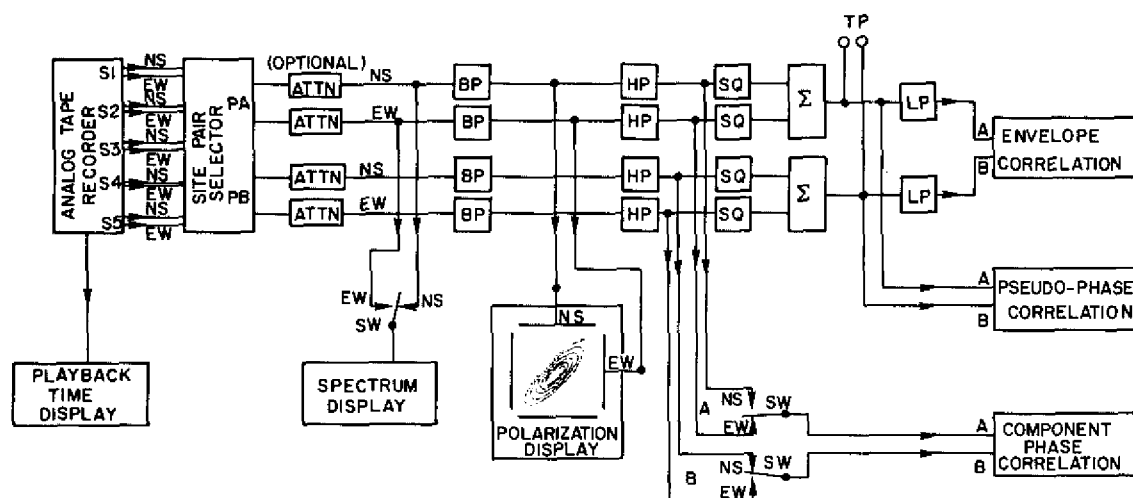 TP
ANALOG TAPE
RECORDER
S1
NS
EW
S2
NS
EW
S3
NS
EW
S4
NS
EW
S5
NS
EW
SITE PAIR
SELECTOR
PA
PB
(OPTIONAL)
ATTN
NS
BP
HP
SQ
ATTN
EW
BP
HP
SQ
Σ
LP
A
B
ENVELOPE
CORRELATION
ATTN
NS
BP
HP
SQ
ATTN
EW
BP
HP
SQ
Σ
LP
A
B
PSEUDO-PHASE
CORRELATION
EW
NS
SW
SPECTRUM
DISPLAY
NS
EW
POLARIZATION
DISPLAY
PLAYBACK
TIME
DISPLAY
A
NS
EW
SW
B
NS
EW
SW
A
B
COMPONENT
PHASE
CORRELATION